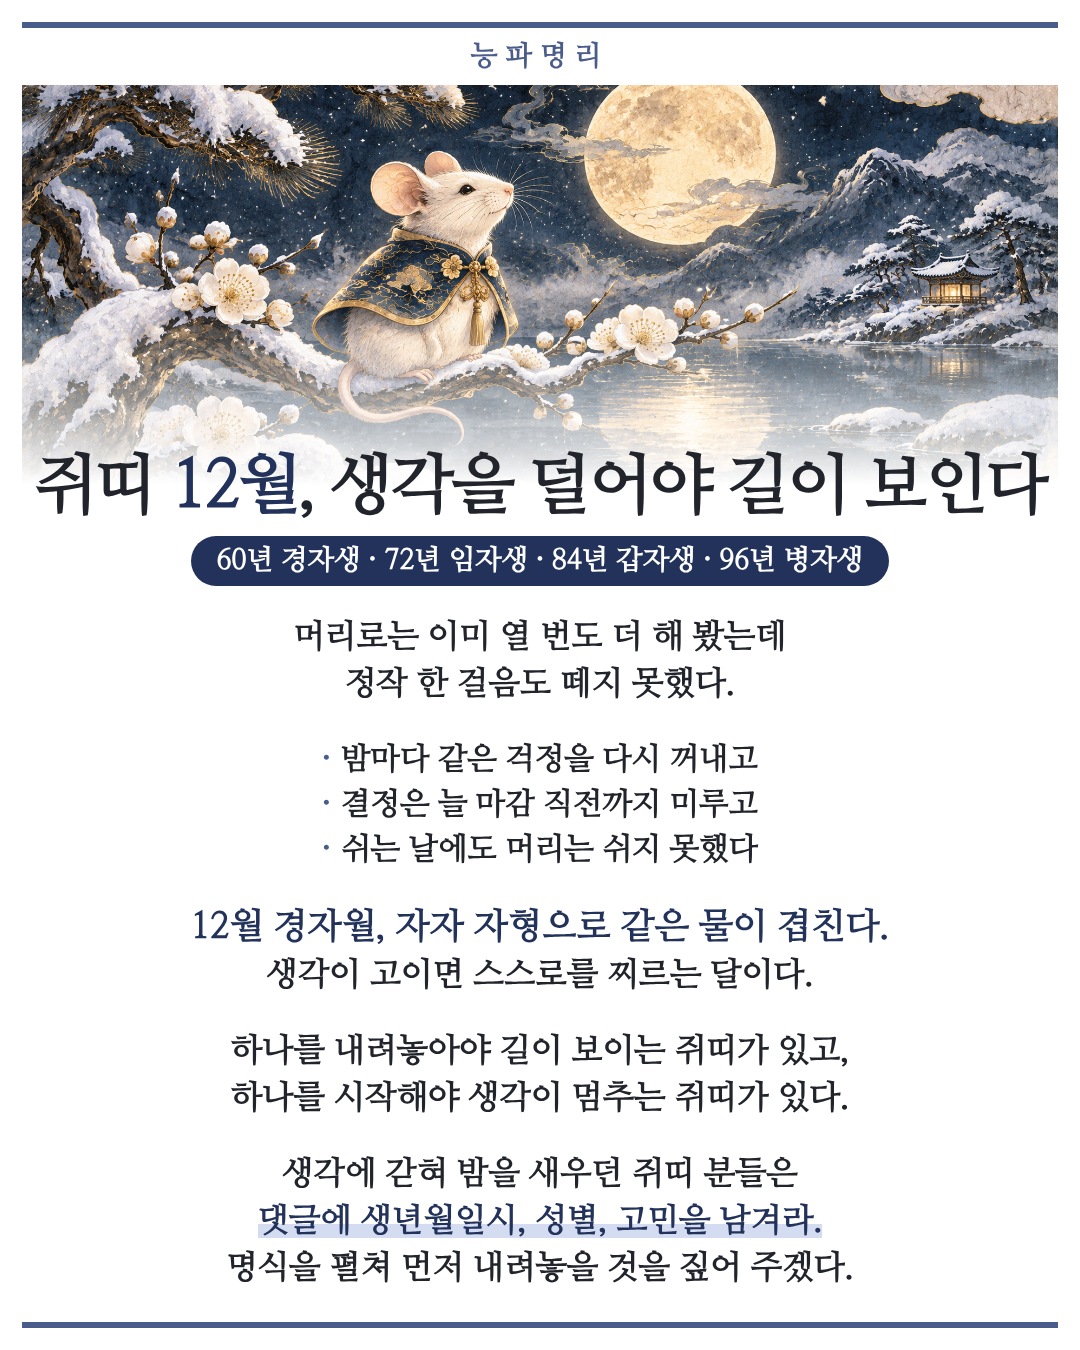 능파명리
쥐띠 12월, 생각을 덜어야 길이 보인다
60년 경자생 · 72년 임자생 · 84년 갑자생 · 96년 병자생
머리로는 이미 열 번도 더 해 봤는데
정작 한 걸음도 떼지 못했다.
· 밤마다 같은 걱정을 다시 꺼내고
· 결정은 늘 마감 직전까지 미루고
· 쉬는 날에도 머리는 쉬지 못했다
12월 경자월, 자자 자형으로 같은 물이 겹친다.
생각이 고이면 스스로를 찌르는 달이다.
하나를 내려놓아야 길이 보이는 쥐띠가 있고,
하나를 시작해야 생각이 멈추는 쥐띠가 있다.
생각에 갇혀 밤을 새우던 쥐띠 분들은
댓글에 생년월일시, 성별, 고민을 남겨라.
명식을 펼쳐 먼저 내려놓을 것을 짚어 주겠다.